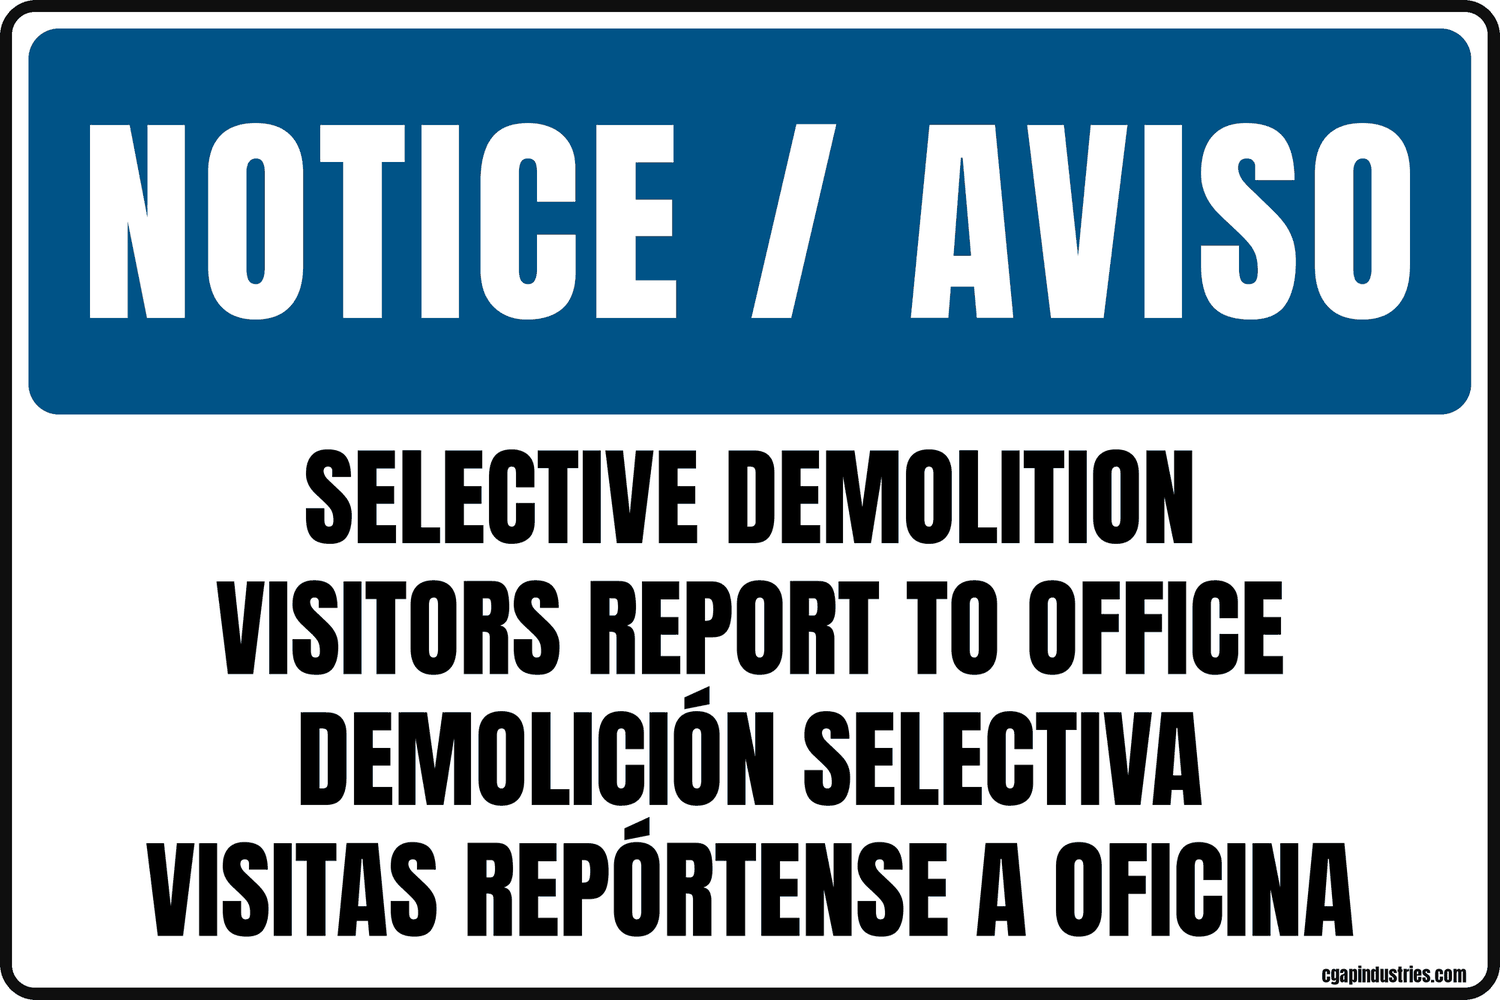 NOTICE / AVISO
SELECTIVE DEMOLITION
VISITORS REPORT TO OFFICE
DEMOLICIÓN SELECTIVA
VISITAS REPÓRTENSE A OFICINA
cgapindustries.com